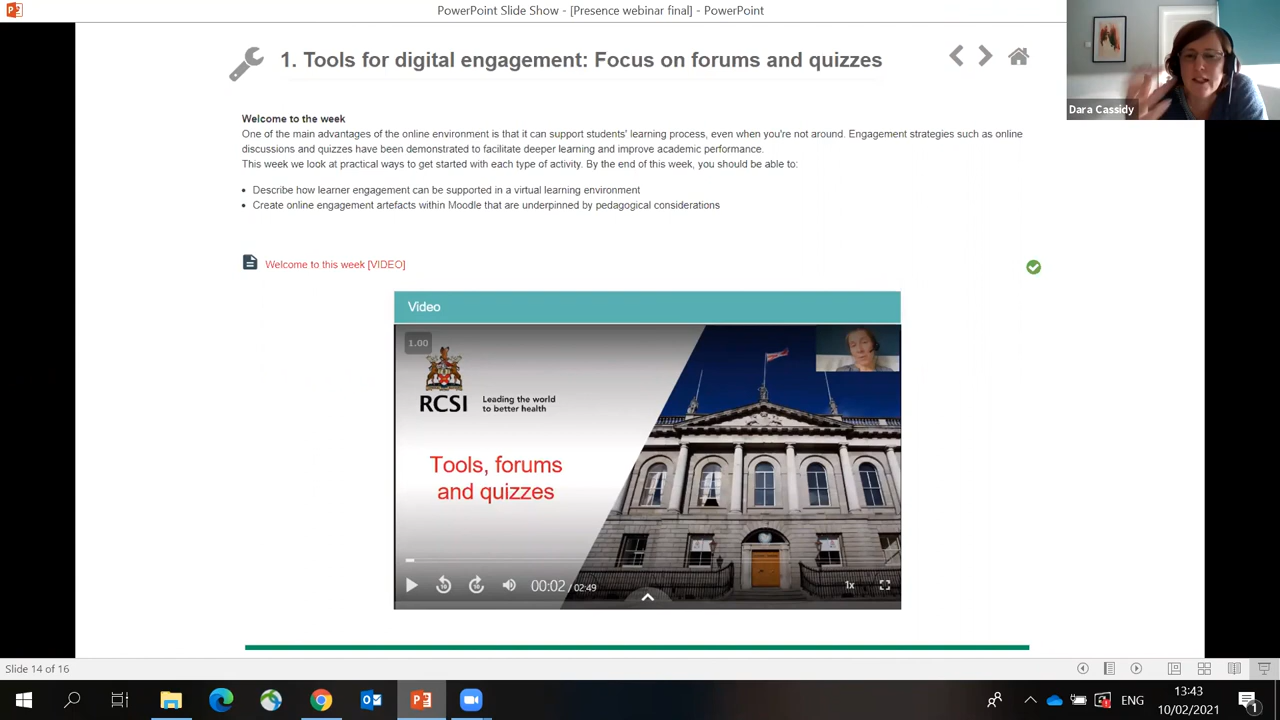 PowerPoint Slide Show - [Presence webinar final] - PowerPoint
1. Tools for digital engagement: Focus on forums and quizzes
Dara Cassidy
Welcome to the week
One of the main advantages of the online environment is that it can support students' learning process, even when you're not around. Engagement strategies such as online
discussions and quizzes have been demonstrated to facilitate deeper learning and improve academic performance.
This week we look at practical ways to get started with each type of activity. By the end of this week, you should be able to:
• Describe how learner engagement can be supported in a virtual learning environment
• Create online engagement artefacts within Moodle that are underpinned by pedagogical considerations
Welcome to this week [VIDEO]
Video
1.00
RCSI
Leading the world
to better health
Tools, forums
and quizzes
00:02 / 02:49
1x
Slide 14 of 16
ENG
13:43
10/02/2021
1